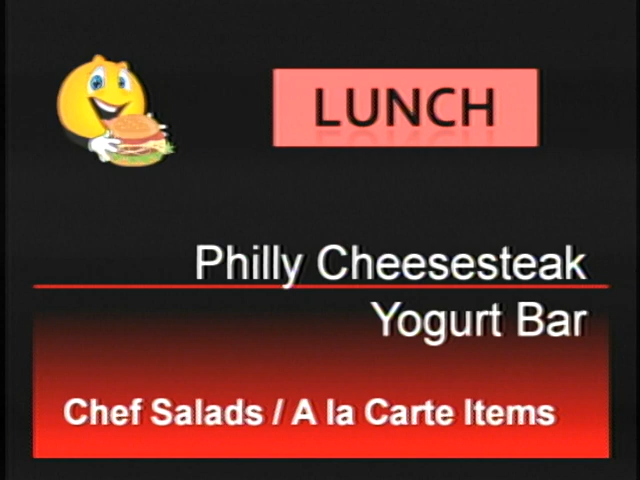 LUNCH
Philly Cheesesteak
Yogurt Bar
Chef Salads / A la Carte Items